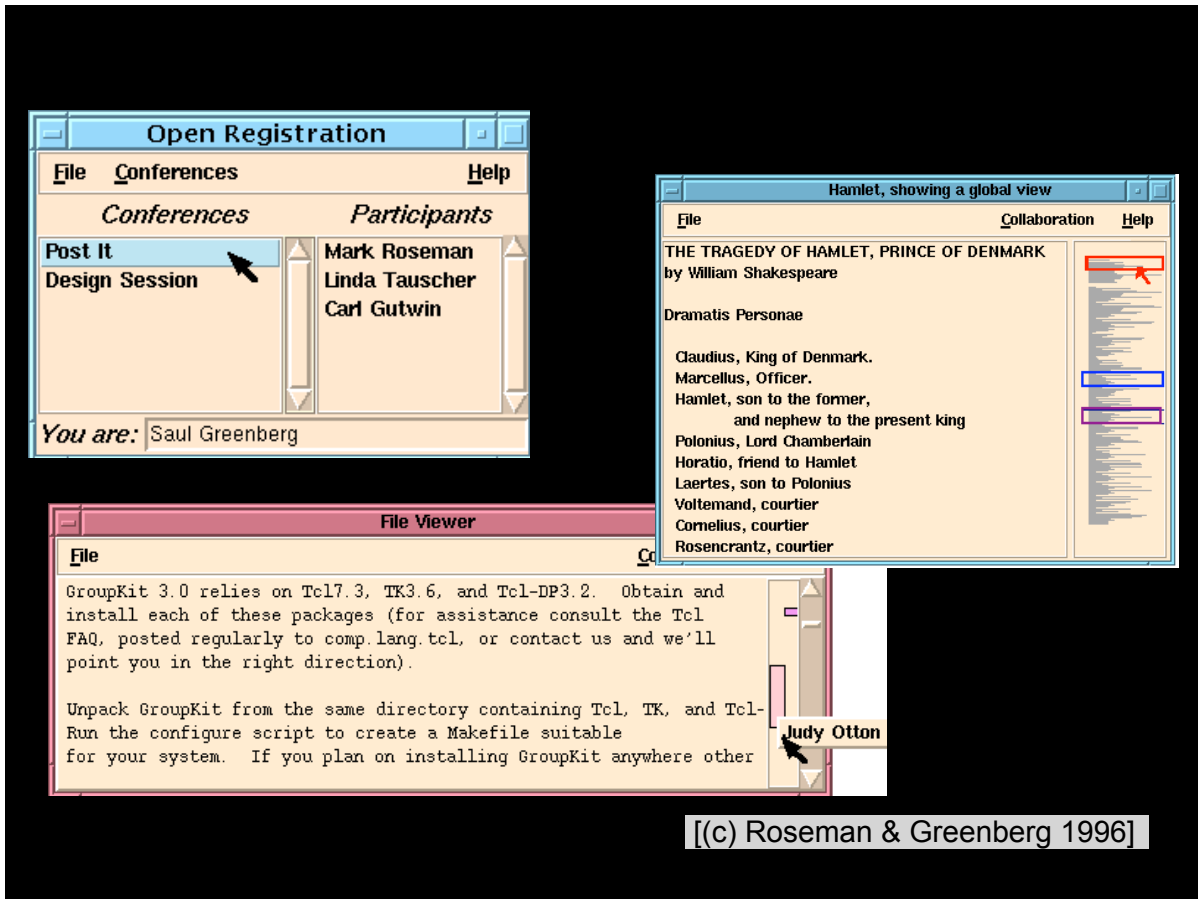 Open Registration
File Conferences Help
Conferences Participants
Post It
Design Session
Mark Roseman
Linda Tauscher
Carl Gutwin
You are: Saul Greenberg
Hamlet, showing a global view
File Collaboration Help
THE TRAGEDY OF HAMLET, PRINCE OF DENMARK
by William Shakespeare
Dramatis Personae
Claudius, King of Denmark.
Marcellus, Officer.
Hamlet, son to the former,
and nephew to the present king
Polonius, Lord Chamberlain
Horatio, friend to Hamlet
Laertes, son to Polonius
Voltemand, courtier
Cornelius, courtier
Rosencrantz, courtier
File Viewer
File Co
GroupKit 3.0 relies on Tcl7.3, TK3.6, and Tcl-DP3.2. Obtain and
install each of these packages (for assistance consult the Tcl
FAQ, posted regularly to comp.lang.tcl, or contact us and we'll
point you in the right direction).
Unpack GroupKit from the same directory containing Tcl, TK, and Tcl-
Run the configure script to create a Makefile suitable
for your system. If you plan on installing GroupKit anywhere other
Judy Otton
[(c) Roseman & Greenberg 1996]